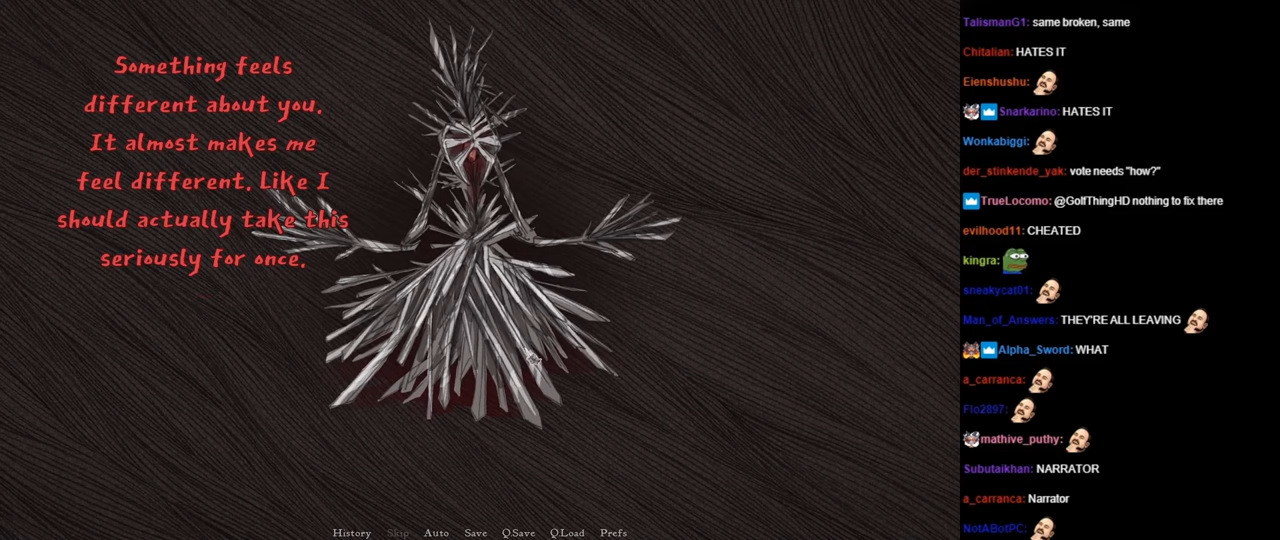 Something feels
different about you.
It almost makes me
feel different. Like I
should actually take this
seriously for once.
History Skip Auto Save Q.Save Q.Load Prefs
TalismanG1: same broken, same
Chitalian: HATES IT
Eienshushu:
Snarkarino: HATES IT
Wonkabiggi:
der_stinkende_yak: vote needs "how?"
TrueLocomo: @GolfThingHD nothing to fix there
evilhood11: CHEATED
kingra:
sneakycat01:
Man_of_Answers: THEY'RE ALL LEAVING
Alpha_Sword: WHAT
a_carranca:
Flo2897:
mathive_puthy:
Subutaikhan: NARRATOR
a_carranca: Narrator
NotABotPC: